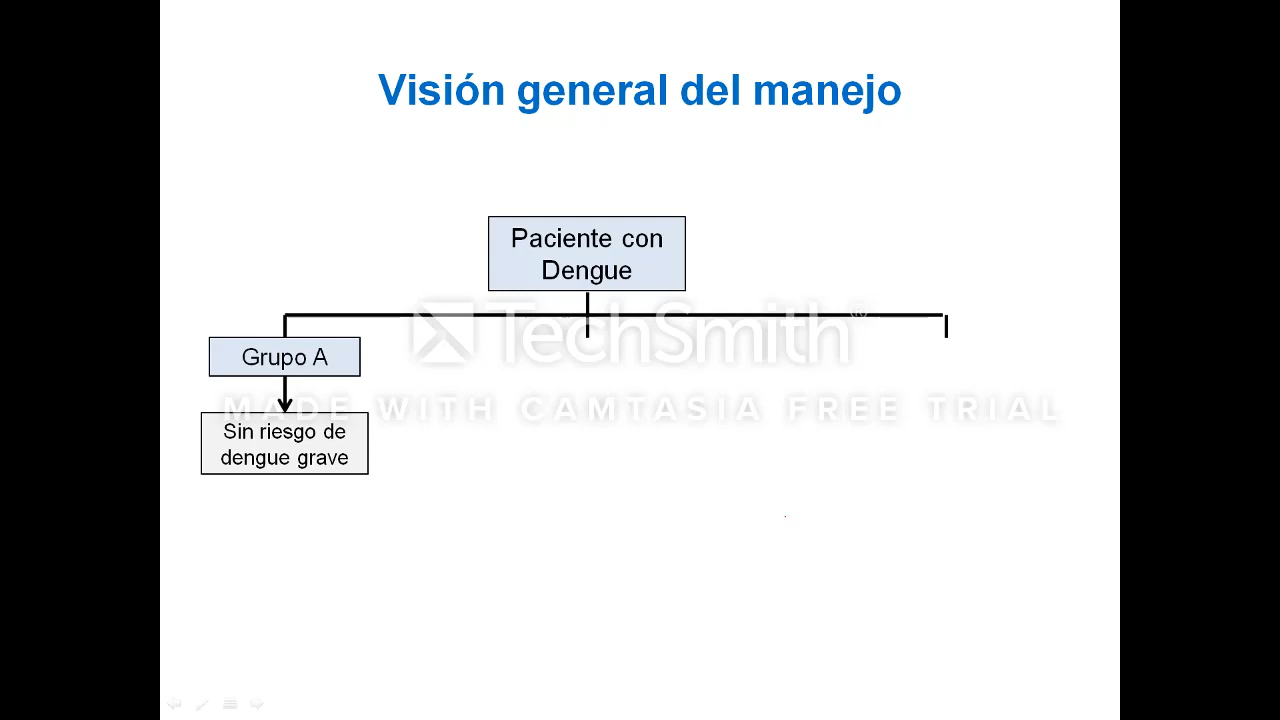 Visión general del manejo
Paciente con
Dengue
TechSmith®
Grupo A
MADE WITH CAMTASIA FREE TRIAL
Sin riesgo de
dengue grave